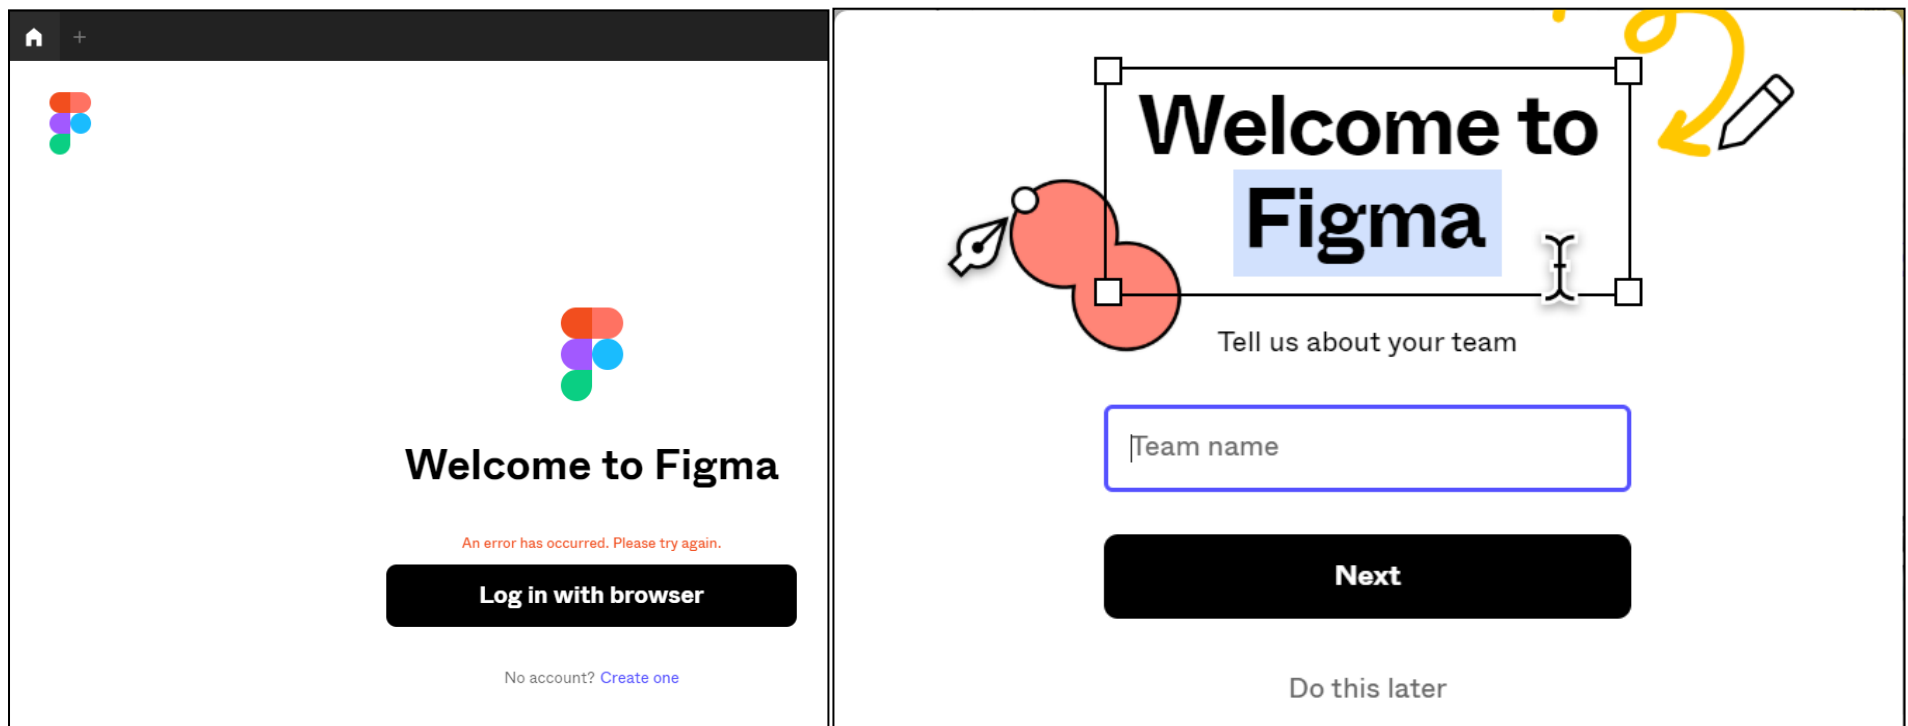 Welcome to Figma
An error has occurred. Please try again.
Log in with browser
No account? Create one
Welcome to
Figma
Tell us about your team
Team name
Next
Do this later